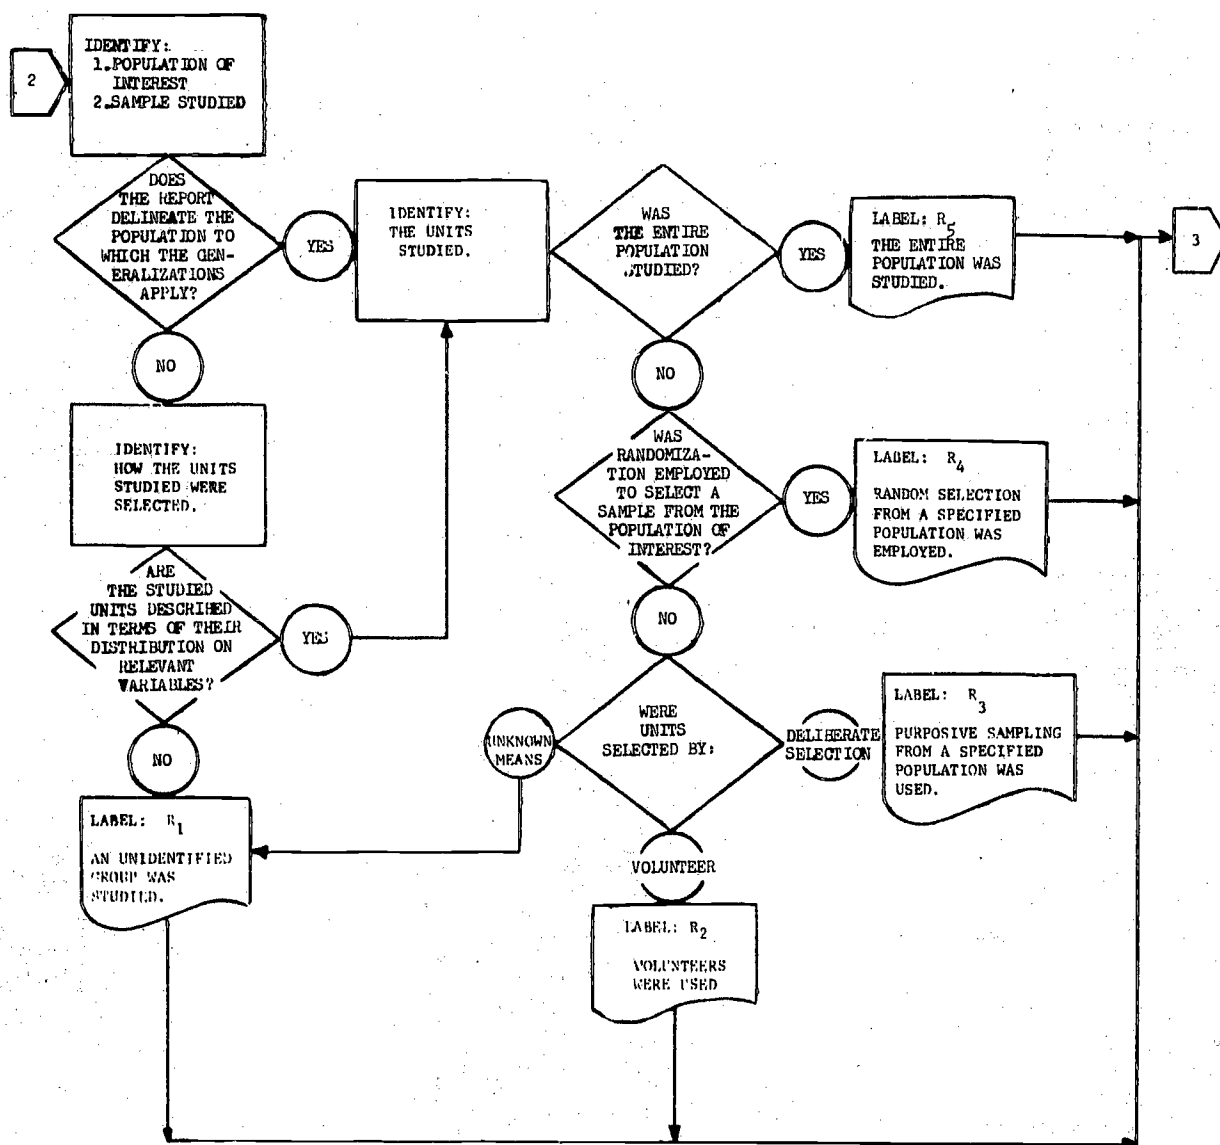 2
IDENTIFY:
1.POPULATION OF
INTEREST
2.SAMPLE STUDIED
DOES
THE REPORT
DELINEATE THE
POPULATION TO
WHICH THE GEN-
ERALIZATIONS
APPLY?
YES
IDENTIFY:
THE UNITS
STUDIED.
WAS
THE ENTIRE
POPULATION
STUDIED?
YES
LABEL: R5
THE ENTIRE
POPULATION WAS
STUDIED.
3
NO
NO
IDENTIFY:
HOW THE UNITS
STUDIED WERE
SELECTED.
WAS
RANDOMIZA-
TION EMPLOYED
TO SELECT A
SAMPLE FROM THE
POPULATION OF
INTEREST?
YES
LABEL: R4
RANDOM SELECTION
FROM A SPECIFIED
POPULATION WAS
EMPLOYED.
ARE
THE STUDIED
UNITS DESCRIBED
IN TERMS OF THEIR
DISTRIBUTION ON
RELEVANT
VARIABLES?
YES
NO
NO
WERE
UNITS
SELECTED BY:
UNKNOWN
MEANS
DELIBERATE
SELECTION
LABEL: R3
PURPOSIVE SAMPLING
FROM A SPECIFIED
POPULATION WAS
USED.
LABEL: R1
AN UNIDENTIFIED
GROUP WAS
STUDIED.
VOLUNTEER
LABEL: R2
VOLUNTEERS
WERE USED